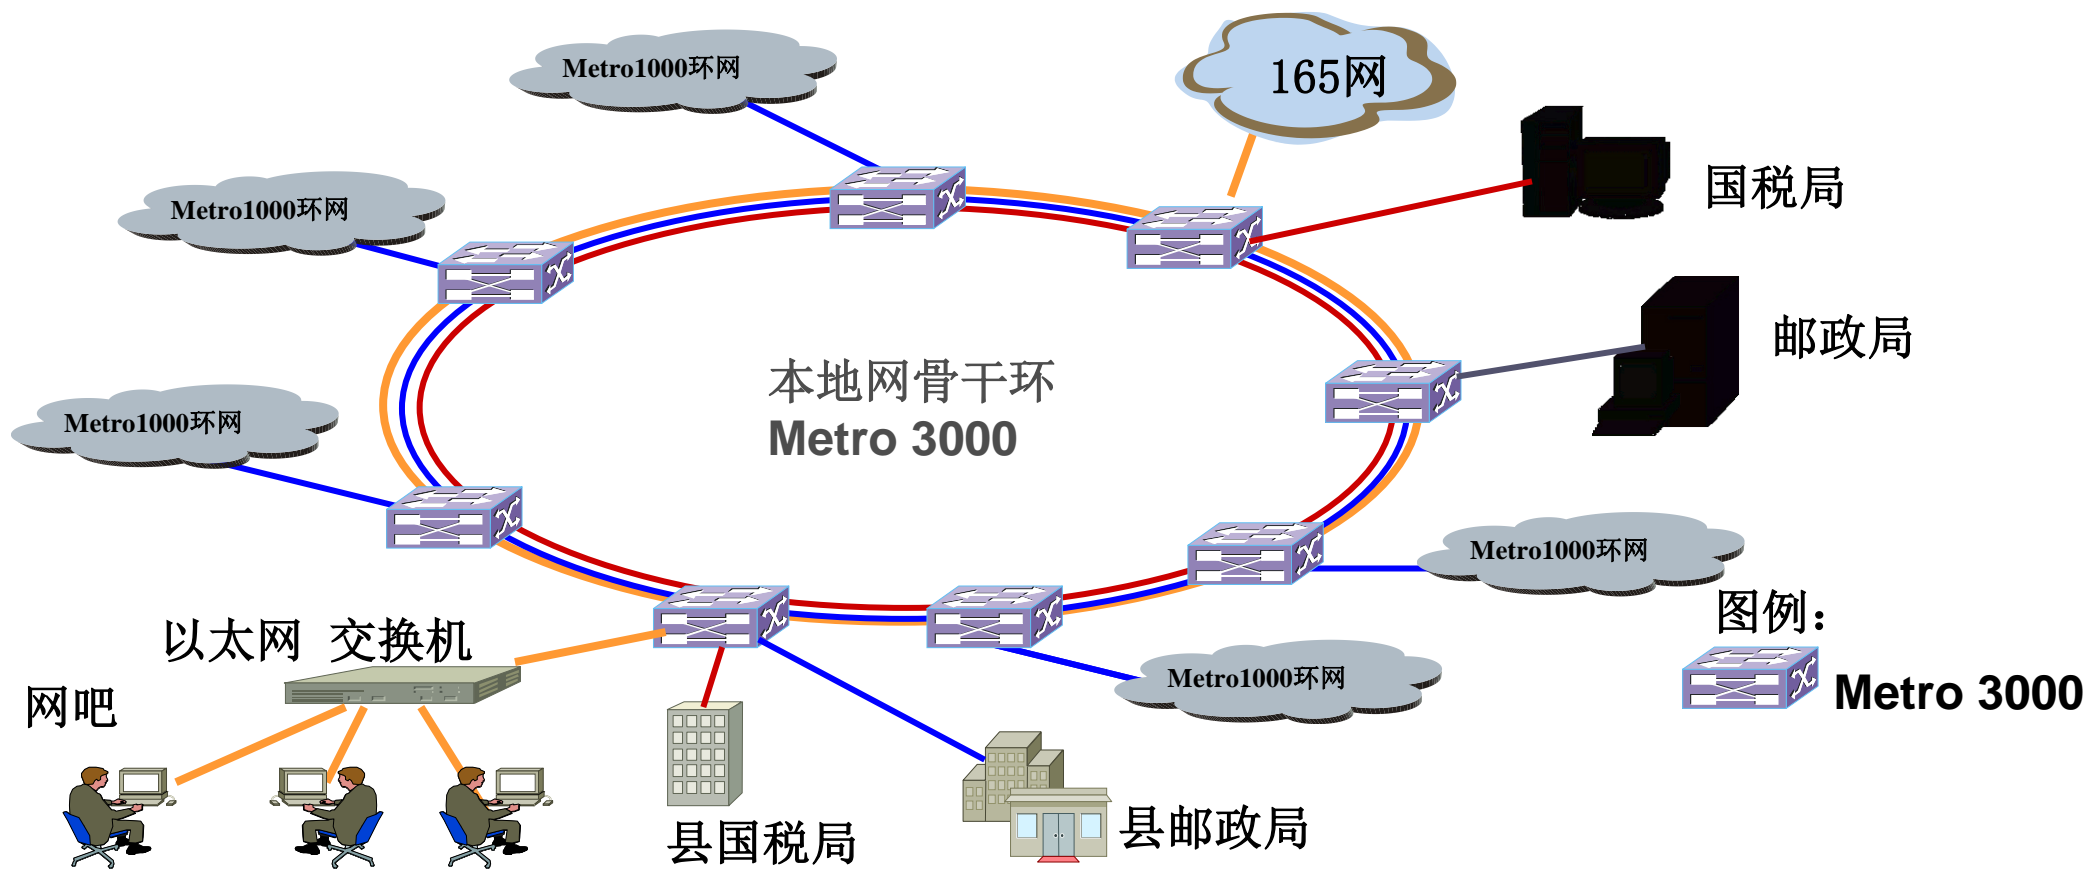 Metro1000环网
165网
国税局
Metro1000环网
邮政局
本地网骨干环
Metro 3000
Metro1000环网
Metro1000环网
图例：
Metro 3000
以太网 交换机
Metro1000环网
网吧
县国税局
县邮政局